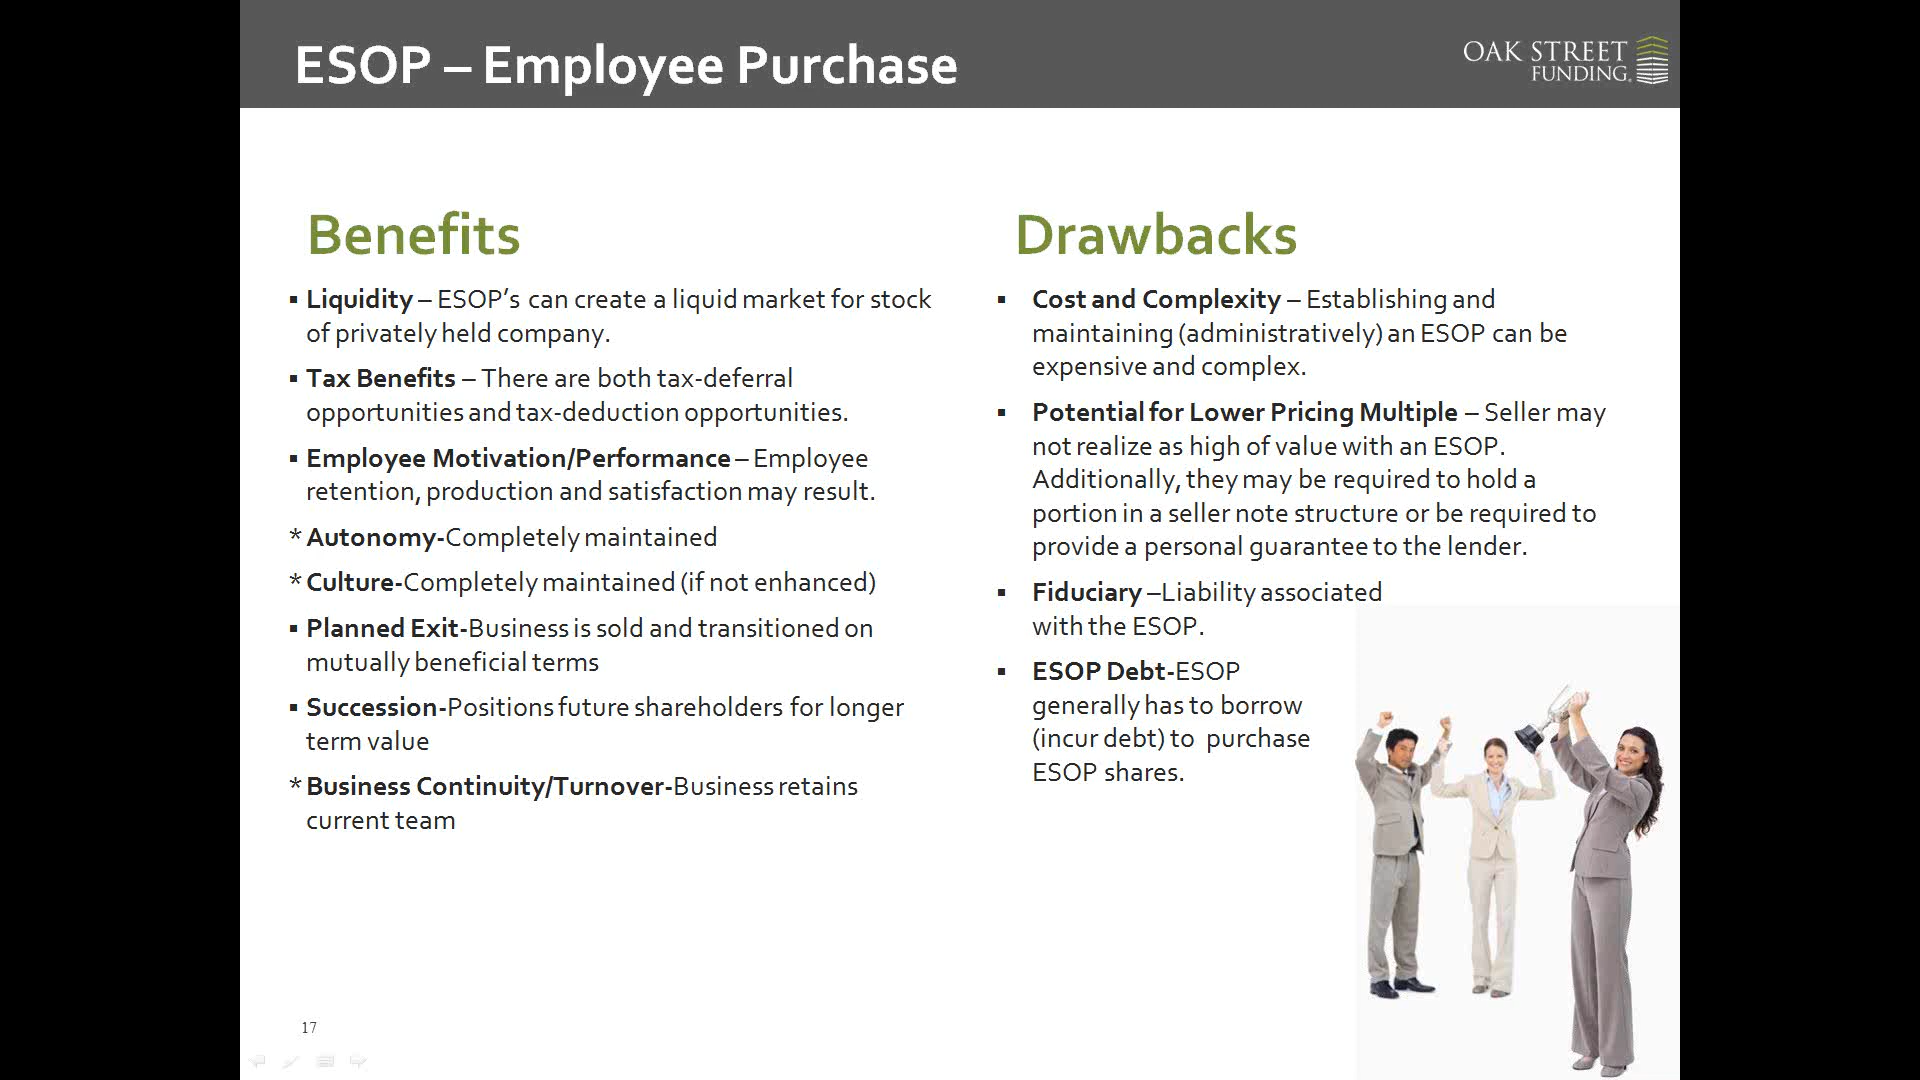 ESOP – Employee Purchase
OAK STREET
FUNDING.
Benefits
▪ Liquidity – ESOP’s can create a liquid market for stock
of privately held company.
▪ Tax Benefits – There are both tax-deferral
opportunities and tax-deduction opportunities.
▪ Employee Motivation/Performance – Employee
retention, production and satisfaction may result.
* Autonomy-Completely maintained
* Culture-Completely maintained (if not enhanced)
▪ Planned Exit-Business is sold and transitioned on
mutually beneficial terms
▪ Succession-Positions future shareholders for longer
term value
* Business Continuity/Turnover-Business retains
current team
Drawbacks
▪ Cost and Complexity – Establishing and
maintaining (administratively) an ESOP can be
expensive and complex.
▪ Potential for Lower Pricing Multiple – Seller may
not realize as high of value with an ESOP.
Additionally, they may be required to hold a
portion in a seller note structure or be required to
provide a personal guarantee to the lender.
▪ Fiduciary –Liability associated
with the ESOP.
▪ ESOP Debt-ESOP
generally has to borrow
(incur debt) to purchase
ESOP shares.
17